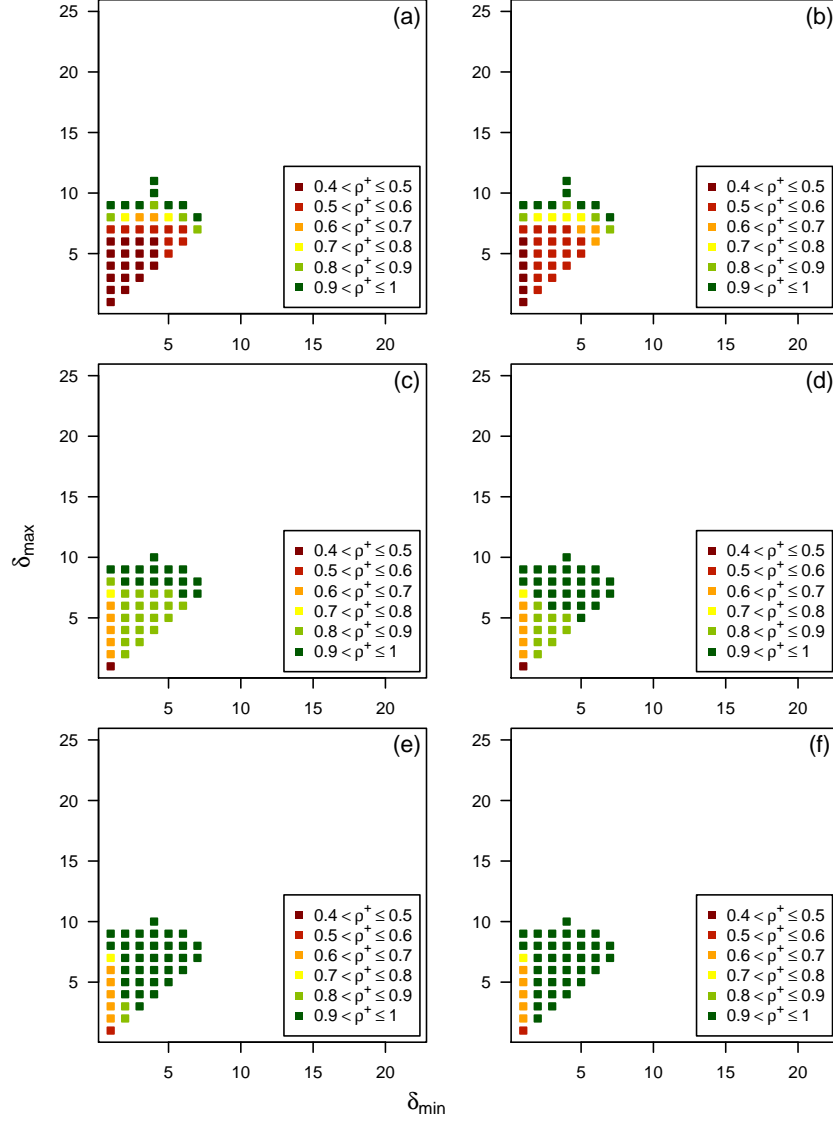 (a)
25
20
15
10
5
0.4 < ρ⁺ ≤ 0.5
0.5 < ρ⁺ ≤ 0.6
0.6 < ρ⁺ ≤ 0.7
0.7 < ρ⁺ ≤ 0.8
0.8 < ρ⁺ ≤ 0.9
0.9 < ρ⁺ ≤ 1
5 10 15 20
(b)
25
20
15
10
5
0.4 < ρ⁺ ≤ 0.5
0.5 < ρ⁺ ≤ 0.6
0.6 < ρ⁺ ≤ 0.7
0.7 < ρ⁺ ≤ 0.8
0.8 < ρ⁺ ≤ 0.9
0.9 < ρ⁺ ≤ 1
5 10 15 20
δmax
(c)
25
20
15
10
5
0.4 < ρ⁺ ≤ 0.5
0.5 < ρ⁺ ≤ 0.6
0.6 < ρ⁺ ≤ 0.7
0.7 < ρ⁺ ≤ 0.8
0.8 < ρ⁺ ≤ 0.9
0.9 < ρ⁺ ≤ 1
5 10 15 20
(d)
25
20
15
10
5
0.4 < ρ⁺ ≤ 0.5
0.5 < ρ⁺ ≤ 0.6
0.6 < ρ⁺ ≤ 0.7
0.7 < ρ⁺ ≤ 0.8
0.8 < ρ⁺ ≤ 0.9
0.9 < ρ⁺ ≤ 1
5 10 15 20
(e)
25
20
15
10
5
0.4 < ρ⁺ ≤ 0.5
0.5 < ρ⁺ ≤ 0.6
0.6 < ρ⁺ ≤ 0.7
0.7 < ρ⁺ ≤ 0.8
0.8 < ρ⁺ ≤ 0.9
0.9 < ρ⁺ ≤ 1
5 10 15 20
(f)
25
20
15
10
5
0.4 < ρ⁺ ≤ 0.5
0.5 < ρ⁺ ≤ 0.6
0.6 < ρ⁺ ≤ 0.7
0.7 < ρ⁺ ≤ 0.8
0.8 < ρ⁺ ≤ 0.9
0.9 < ρ⁺ ≤ 1
5 10 15 20
δmin